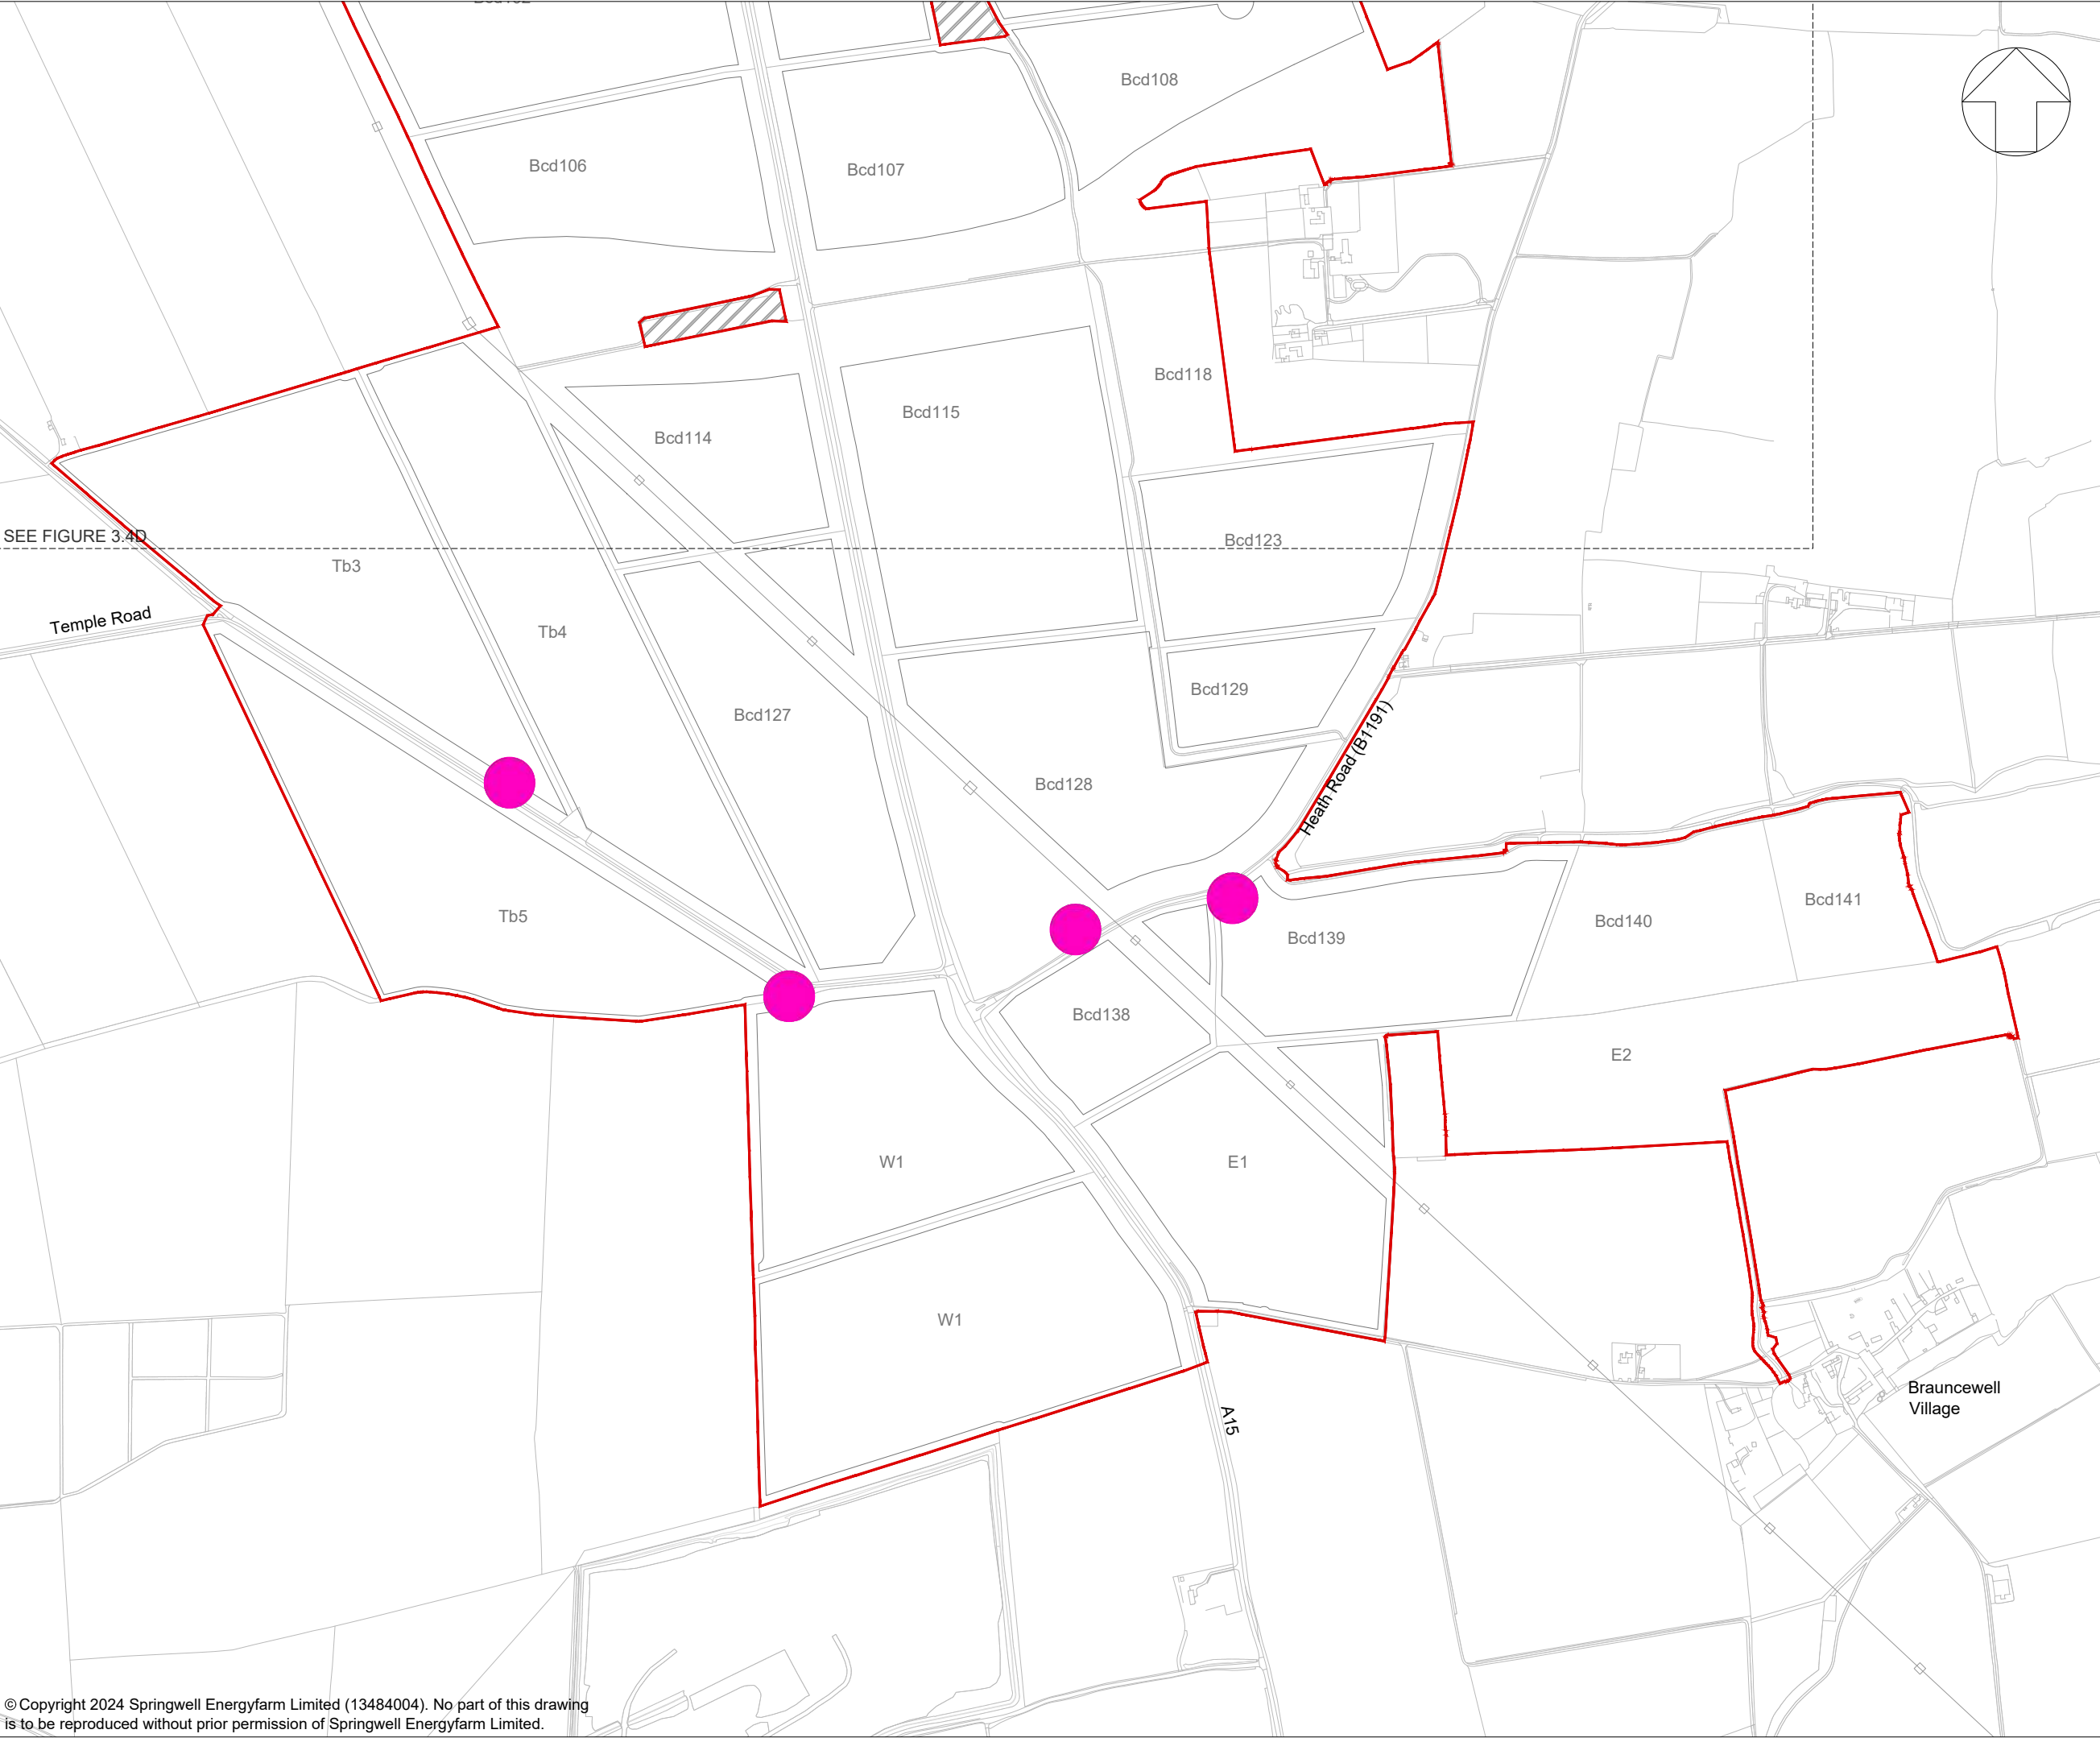 Bcd108
Bcd106
Bcd107
Bcd118
Bcd115
Bcd114
SEE FIGURE 3.4D
Bcd123
Tb3
Temple Road
Tb4
Bcd129
Bcd127
Heath Road (B1191)
Bcd128
Bcd141
Tb5
Bcd140
Bcd139
Bcd138
E2
W1
E1
W1
Brauncewell
Village
A15
© Copyright 2024 Springwell Energyfarm Limited (13484004). No part of this drawing
is to be reproduced without prior permission of Springwell Energyfarm Limited.